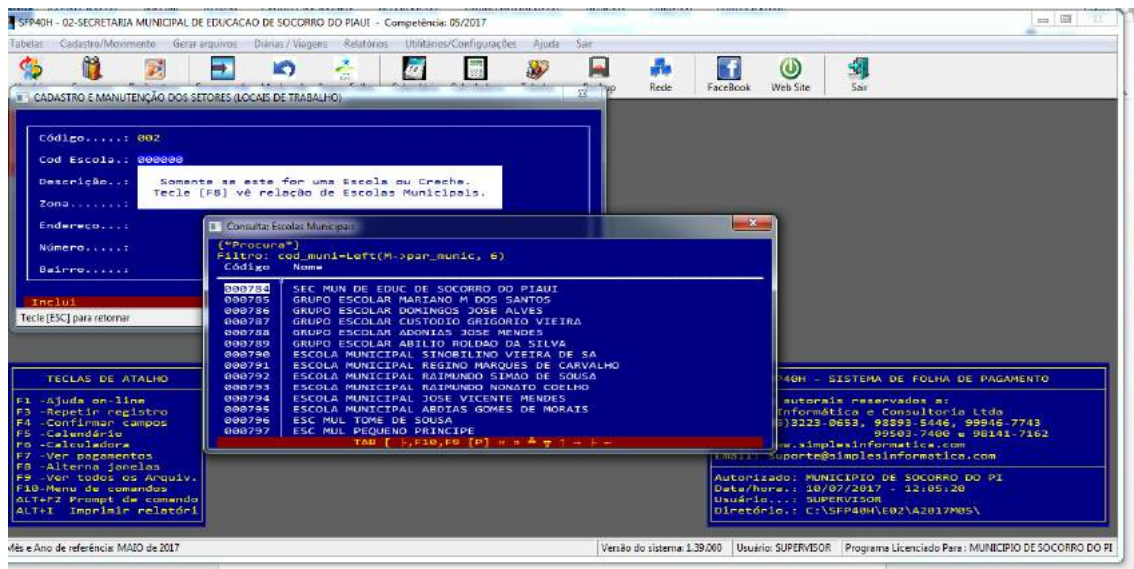 SFP40H - 02-SECRETARIA MUNICIPAL DE EDUCACAO DE SOCORRO DO PIAUI - Competência: 05/2017
Tabelas Cadastro/Movimento Gerar arquivos Diárias / Viagens Relatórios Utilitários/Configurações Ajuda Sair
Rede FaceBook Web Site Sair
CADASTRO E MANUTENÇÃO DOS SETORES (LOCAIS DE TRABALHO)
Código.....: 002
Cod Escola.: 000000
Descrição..:
Somente se este for uma Escola ou Creche.
Tecle [F8] vê relação de Escolas Municipais.
Zona.......:
Endereço...:
Número.....:
Bairro.....:
Inclui
Tecle [ESC] para retornar
Consulta: Escolas Municipais
{"Procura"}
Filtro: cod_muni=Left(M->par_munic, 6)
Código Nome
000784 SEC MUN DE EDUC DE SOCORRO DO PIAUI
000785 GRUPO ESCOLAR MARIANO M DOS SANTOS
000786 GRUPO ESCOLAR DOMINGOS JOSE ALVES
000787 GRUPO ESCOLAR CUSTODIO GRIGORIO VIEIRA
000788 GRUPO ESCOLAR ADONIAS JOSE MENDES
000789 GRUPO ESCOLAR ABILIO ROLDAO DA SILVA
000790 ESCOLA MUNICIPAL SINOBILINO VIEIRA DE SA
000791 ESCOLA MUNICIPAL REGINO MARQUES DE CARVALHO
000792 ESCOLA MUNICIPAL RAIMUNDO SIMAO DE SOUSA
000793 ESCOLA MUNICIPAL RAIMUNDO NONATO COELHO
000794 ESCOLA MUNICIPAL JOSE VICENTE MENDES
000795 ESCOLA MUNICIPAL ABDIAS GOMES DE MORAIS
000796 ESC MUL TOME DE SOUSA
000797 ESC MUL PEQUENO PRINCIPE
TECLAS DE ATALHO
F1 -Ajuda on-line
F3 -Repetir registro
F4 -Confirmar campos
F5 -Calendário
F6 -Calculadora
F7 -Ver pagamentos
F8 -Alterna janelas
F9 -Ver todos os Arquiv.
F10-Menu de comandos
ALT+F2 Prompt de comando
ALT+I Imprimir relatóri
P40H - SISTEMA DE FOLHA DE PAGAMENTO
autorais reservados a:
Informática e Consultoria Ltda
)3223-0653, 98893-5446, 99946-7743
99503-7400 e 98141-7162
www.simplesinformatica.com
Email: Suporte@simplesinformatica.com
Autorizado: MUNICIPIO DE SOCORRO DO PI
Data/hora.: 10/07/2017 - 12:05:20
Usuário...: SUPERVISOR
Diretório.: C:\SFP40H\E02\A2017M05\
Mês e Ano de referência: MAIO de 2017 Versão do sistema: 1.39.000 Usuário: SUPERVISOR Programa Licenciado Para: MUNICIPIO DE SOCORRO DO PI